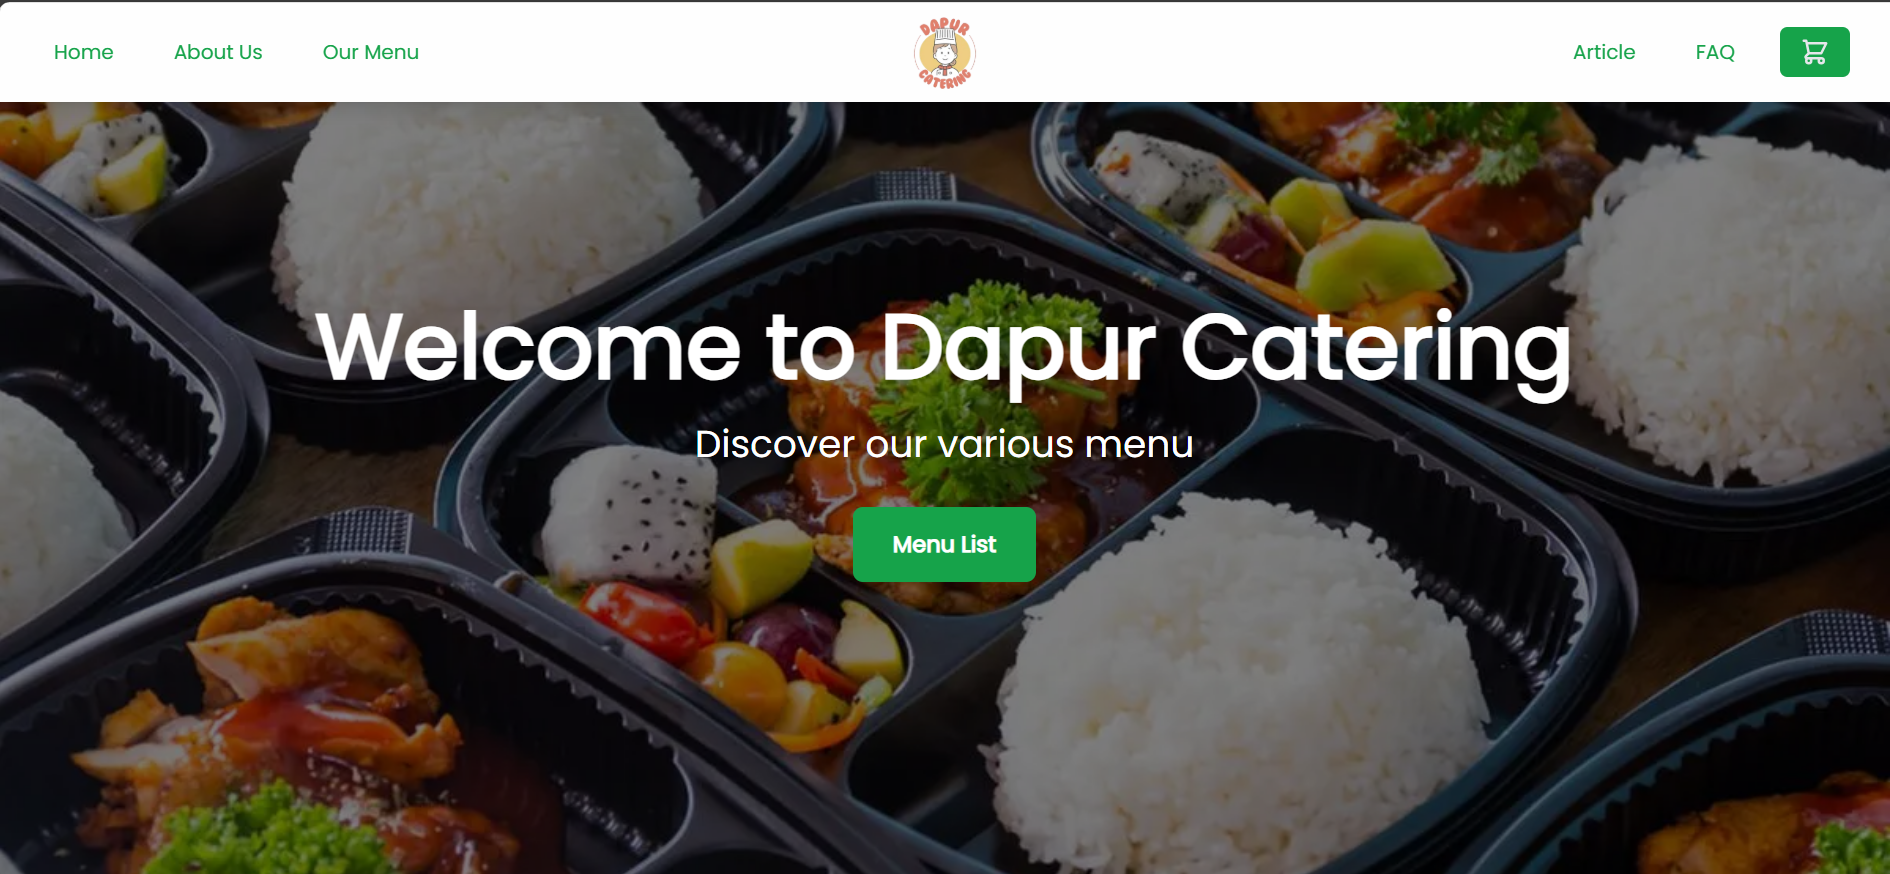 Home
About Us
Our Menu
DAPUR
CATERING
Article
FAQ
Welcome to Dapur Catering
Discover our various menu
Menu List